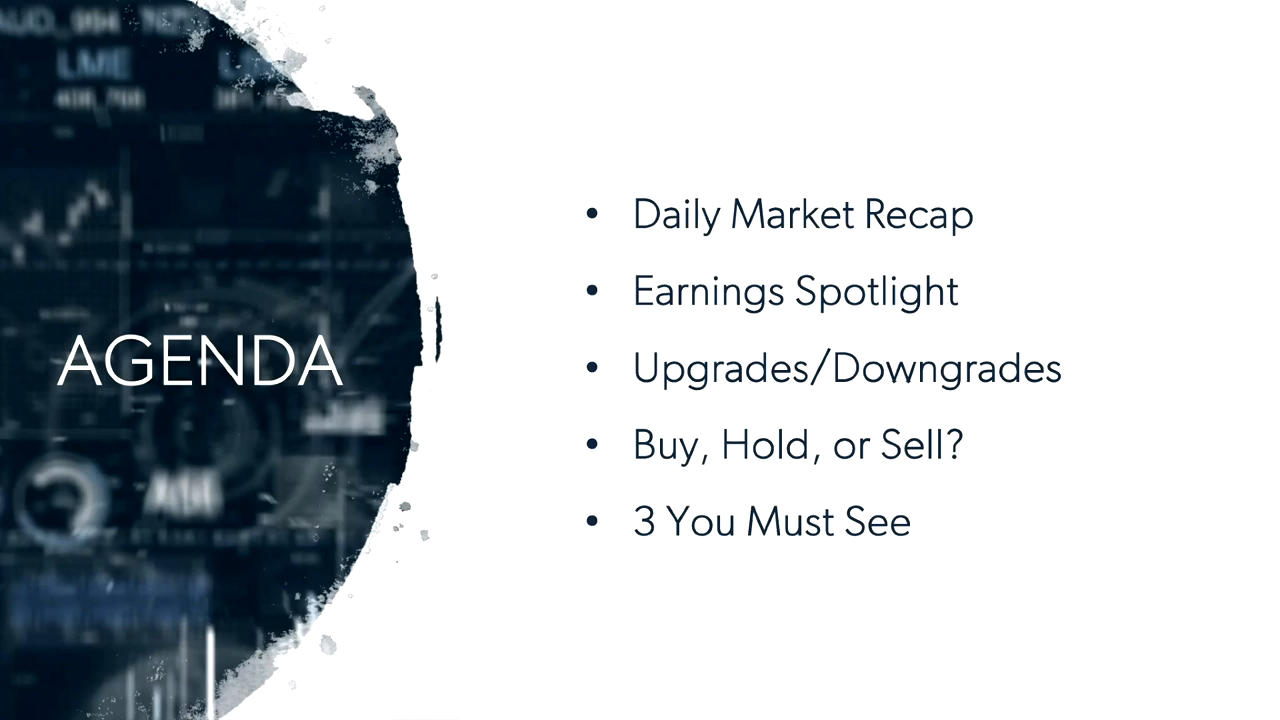 LME
AGENDA
• Daily Market Recap
• Earnings Spotlight
• Upgrades/Downgrades
• Buy, Hold, or Sell?
• 3 You Must See